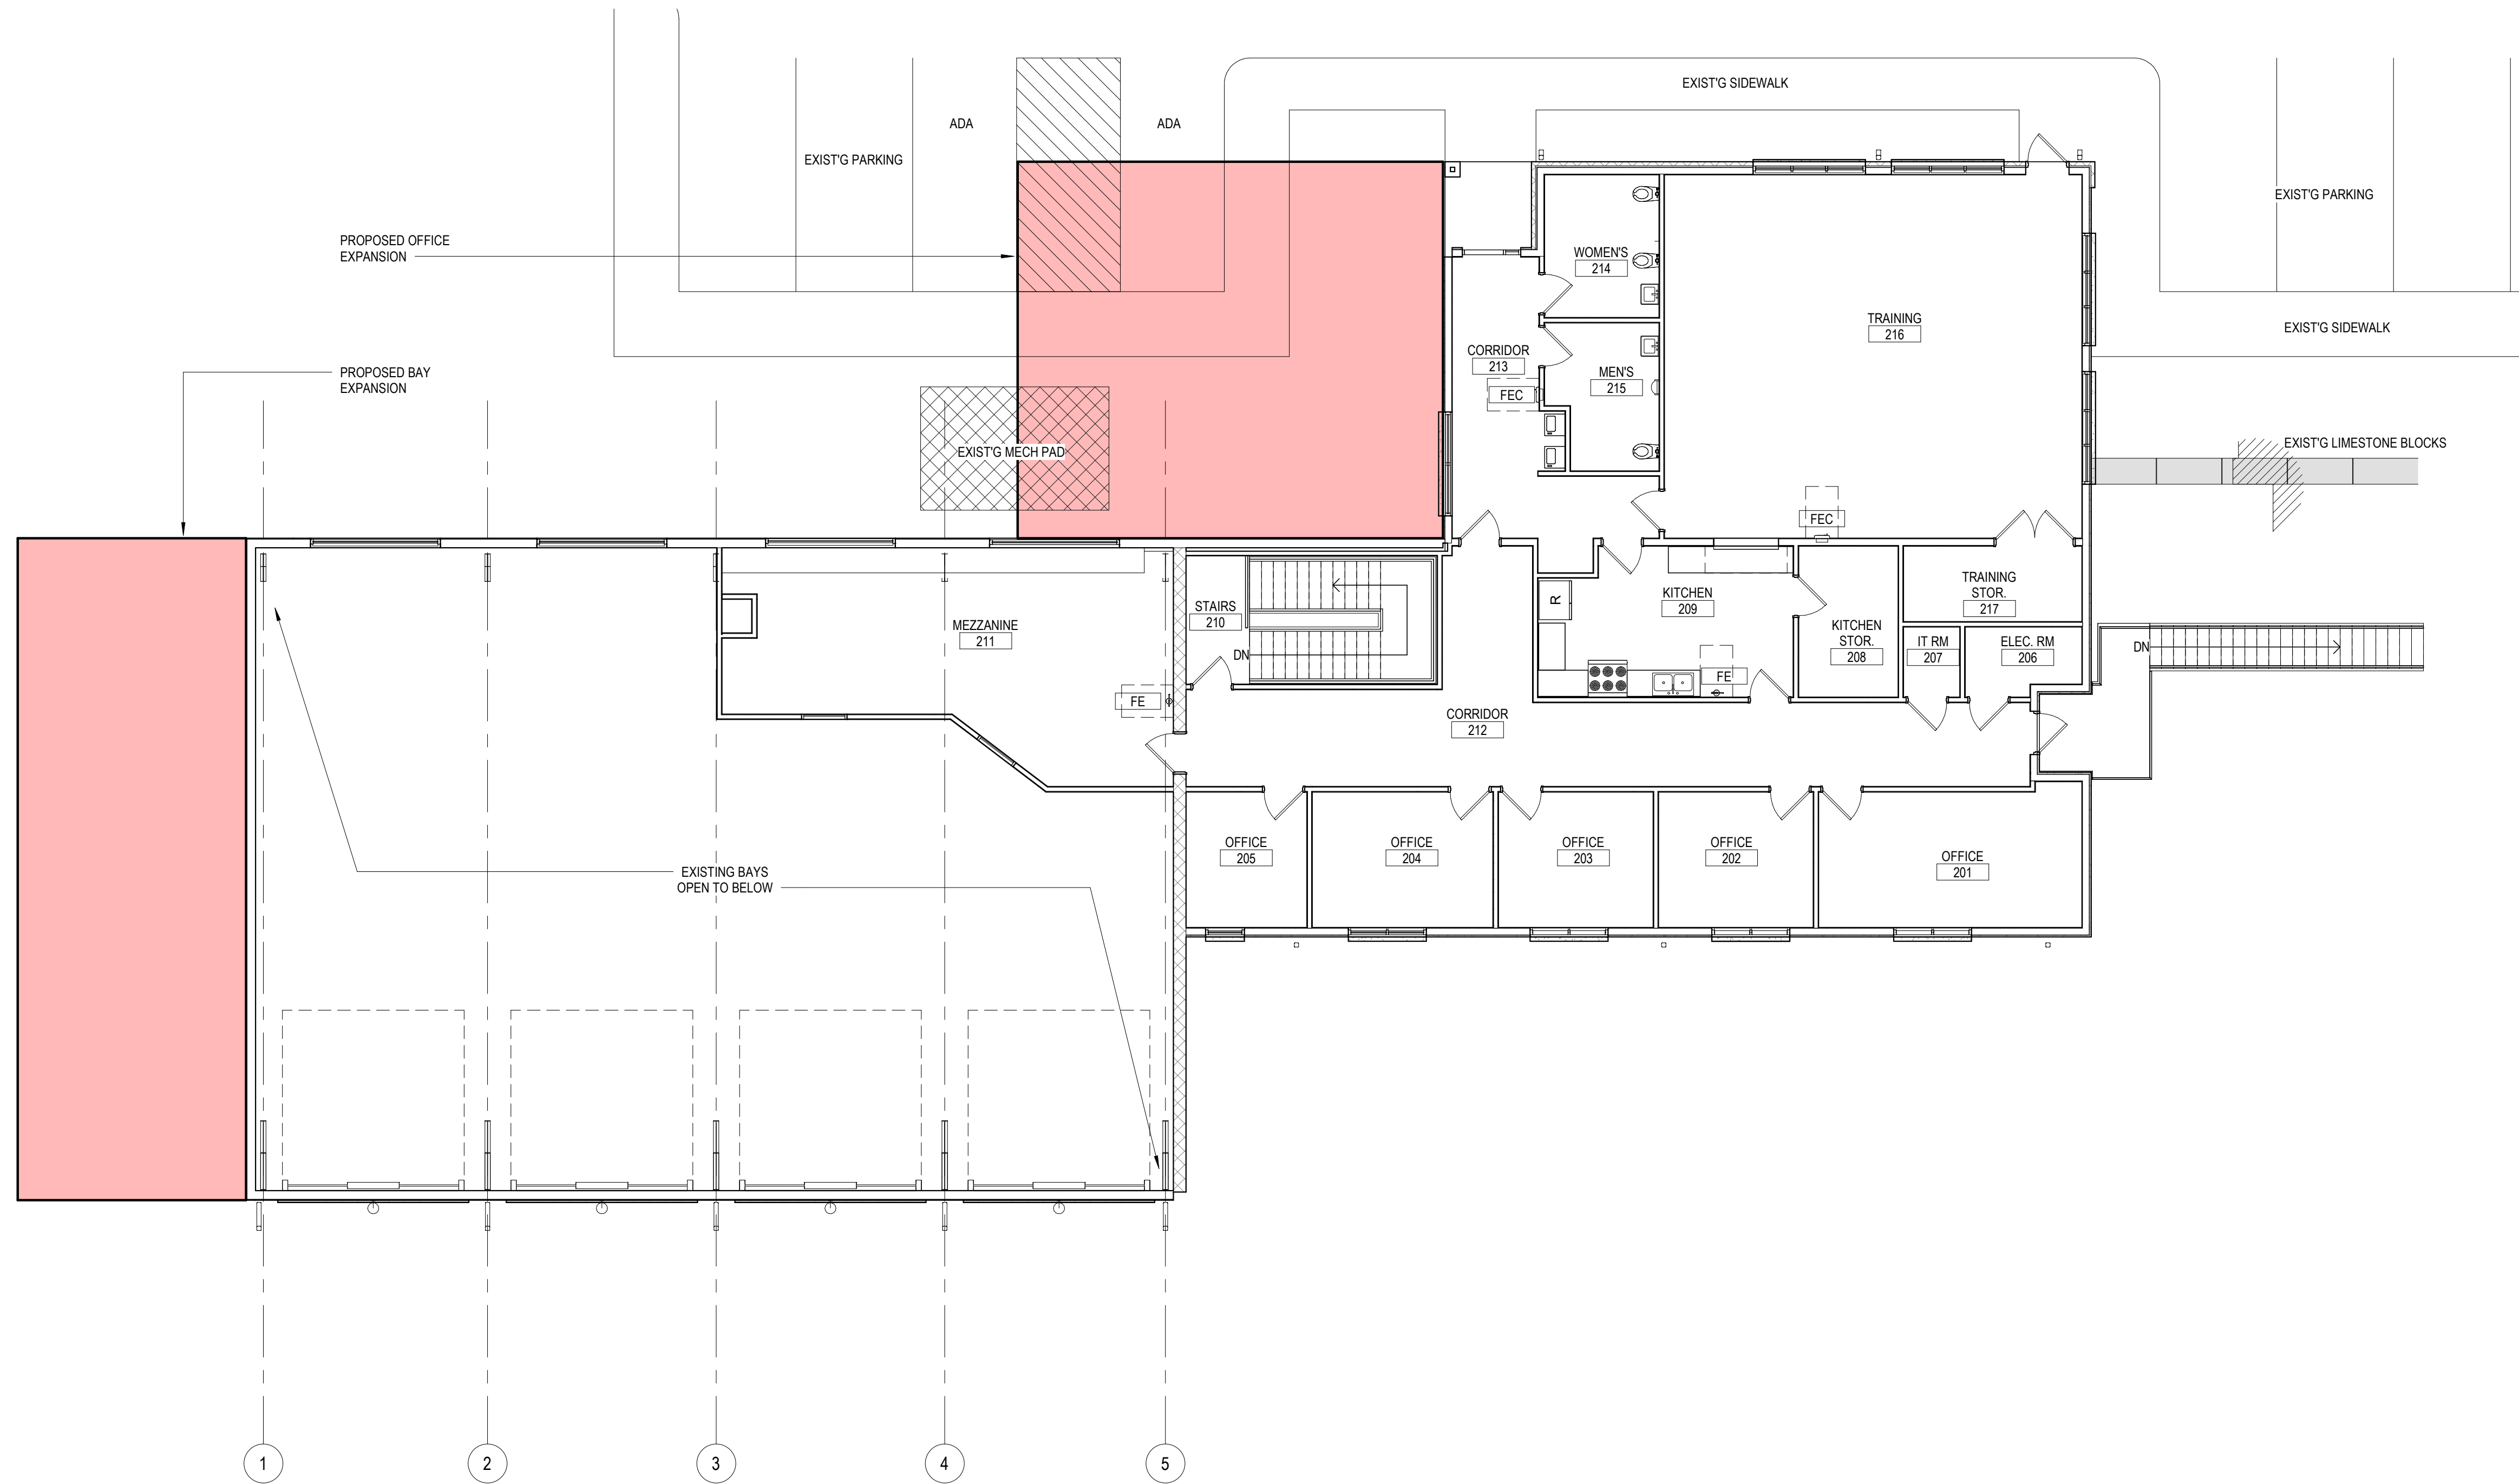 EXIST'G SIDEWALK
ADA
ADA
EXIST'G PARKING
EXIST'G PARKING
PROPOSED OFFICE
EXPANSION
WOMEN'S
214
TRAINING
216
EXIST'G SIDEWALK
CORRIDOR
213
PROPOSED BAY
EXPANSION
MEN'S
215
FEC
EXIST'G MECH PAD
EXIST'G LIMESTONE BLOCKS
FEC
STAIRS
210
DN
MEZZANINE
211
R
KITCHEN
209
KITCHEN
STOR.
208
TRAINING
STOR.
217
IT RM
207
ELEC. RM
206
DN
FE
FE
CORRIDOR
212
OFFICE
205
OFFICE
204
OFFICE
203
OFFICE
202
OFFICE
201
EXISTING BAYS
OPEN TO BELOW
1
2
3
4
5